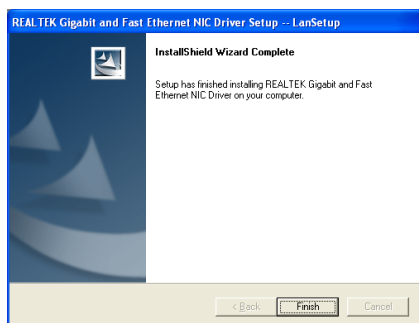 REALTEK Gigabit and Fast Ethernet NIC Driver Setup -- LanSetup
InstallShield Wizard Complete
Setup has finished installing REALTEK Gigabit and Fast
Ethernet NIC Driver on your computer.
< Back
Finish
Cancel